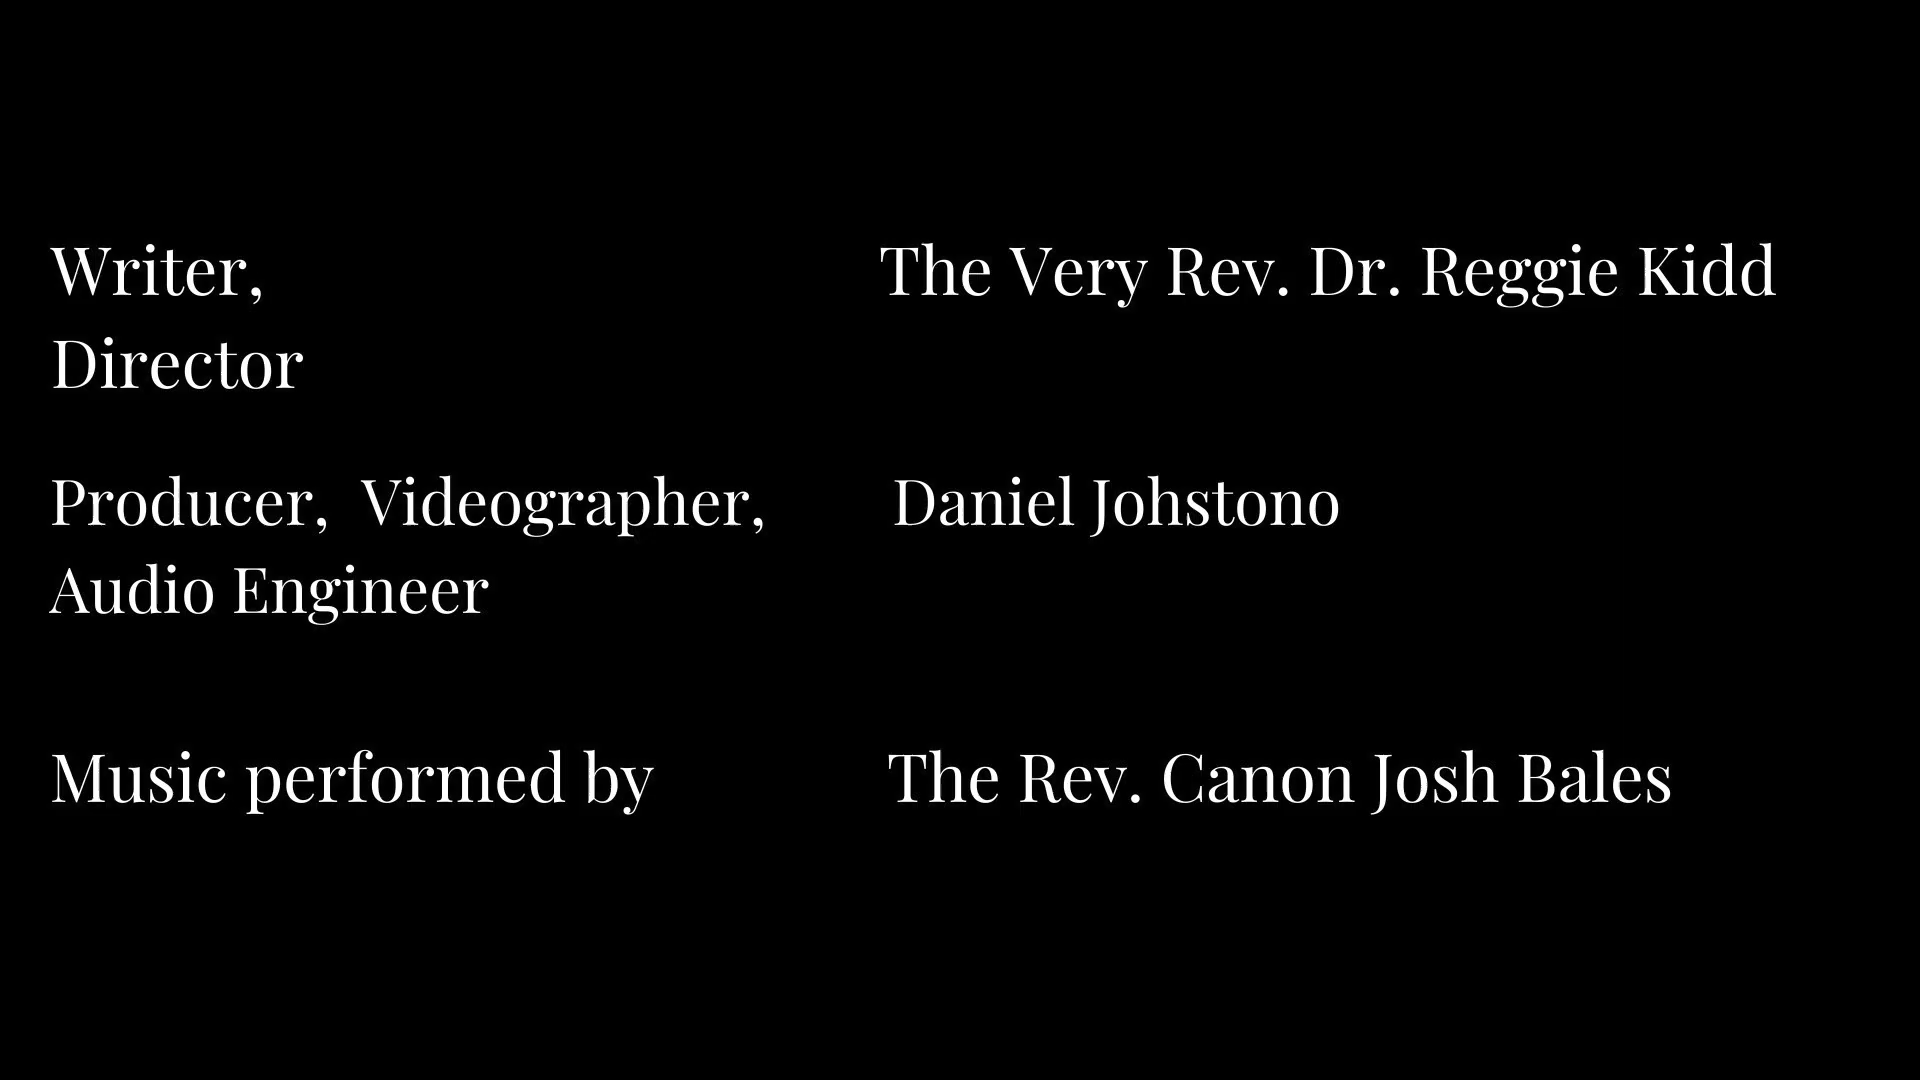 Writer, The Very Rev. Dr. Reggie Kidd
Director
Producer, Videographer, Daniel Johstono
Audio Engineer
Music performed by The Rev. Canon Josh Bales